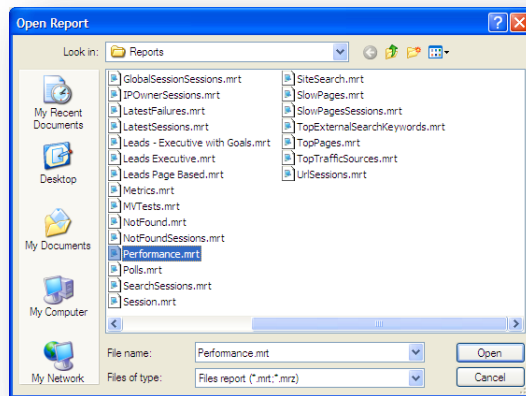 Open Report
Look in:
Reports
My Recent
Documents
Desktop
My Documents
My Computer
My Network
GlobalSessionSessions.mrt
IPOwnerSessions.mrt
LatestFailures.mrt
LatestSessions.mrt
Leads - Executive with Goals.mrt
Leads Executive.mrt
Leads Page Based.mrt
Metrics.mrt
MVTests.mrt
NotFound.mrt
NotFoundSessions.mrt
Performance.mrt
Polls.mrt
SearchSessions.mrt
Session.mrt
SiteSearch.mrt
SlowPages.mrt
SlowPagesSessions.mrt
TopExternalSearchKeywords.mrt
TopPages.mrt
TopTrafficSources.mrt
UrlSessions.mrt
File name:
Performance.mrt
Open
Files of type:
Files report (*.mrt;*.mrz)
Cancel